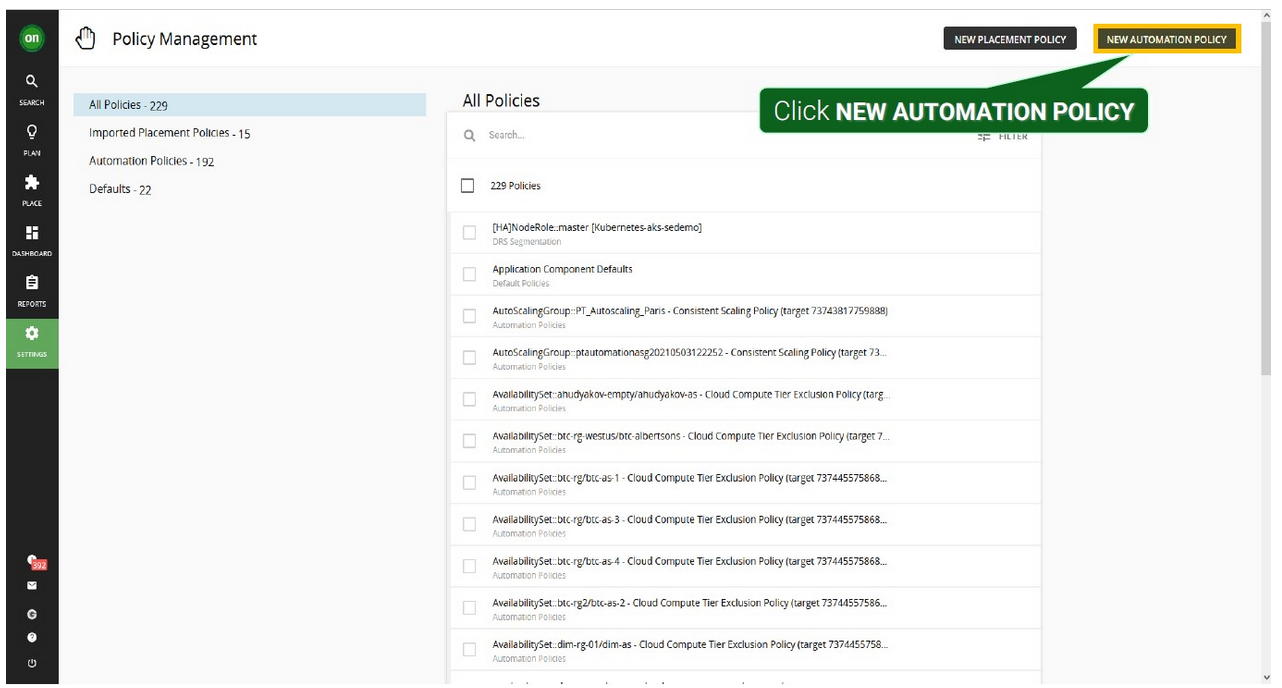 on
Policy Management
NEW PLACEMENT POLICY
NEW AUTOMATION POLICY
Click NEW AUTOMATION POLICY
SEARCH
PLAN
PLACE
DASHBOARD
REPORTS
SETTINGS
392
All Policies - 229
Imported Placement Policies - 15
Automation Policies - 192
Defaults - 22
All Policies
Search...
FILTER
229 Policies
[HA]NodeRole::master [Kubernetes-aks-sedemo]
DRS Segmentation
Application Component Defaults
Default Policies
AutoScalingGroup::PT_Autoscaling_Paris - Consistent Scaling Policy (target 73743817759888)
Automation Policies
AutoScalingGroup::ptautomationasg20210503122252 - Consistent Scaling Policy (target 73...
Automation Policies
AvailabilitySet::ahudyakov-empty/ahudyakov-as - Cloud Compute Tier Exclusion Policy (targ...
Automation Policies
AvailabilitySet::btc-rg-westus/btc-albertsons - Cloud Compute Tier Exclusion Policy (target 7...
Automation Policies
AvailabilitySet::btc-rg/btc-as-1 - Cloud Compute Tier Exclusion Policy (target 737445575868...
Automation Policies
AvailabilitySet::btc-rg/btc-as-3 - Cloud Compute Tier Exclusion Policy (target 737445575868...
Automation Policies
AvailabilitySet::btc-rg/btc-as-4 - Cloud Compute Tier Exclusion Policy (target 737445575868...
Automation Policies
AvailabilitySet::btc-rg2/btc-as-2 - Cloud Compute Tier Exclusion Policy (target 73744557586...
Automation Policies
AvailabilitySet::dim-rg-01/dim-as - Cloud Compute Tier Exclusion Policy (target 7374455758...
Automation Policies